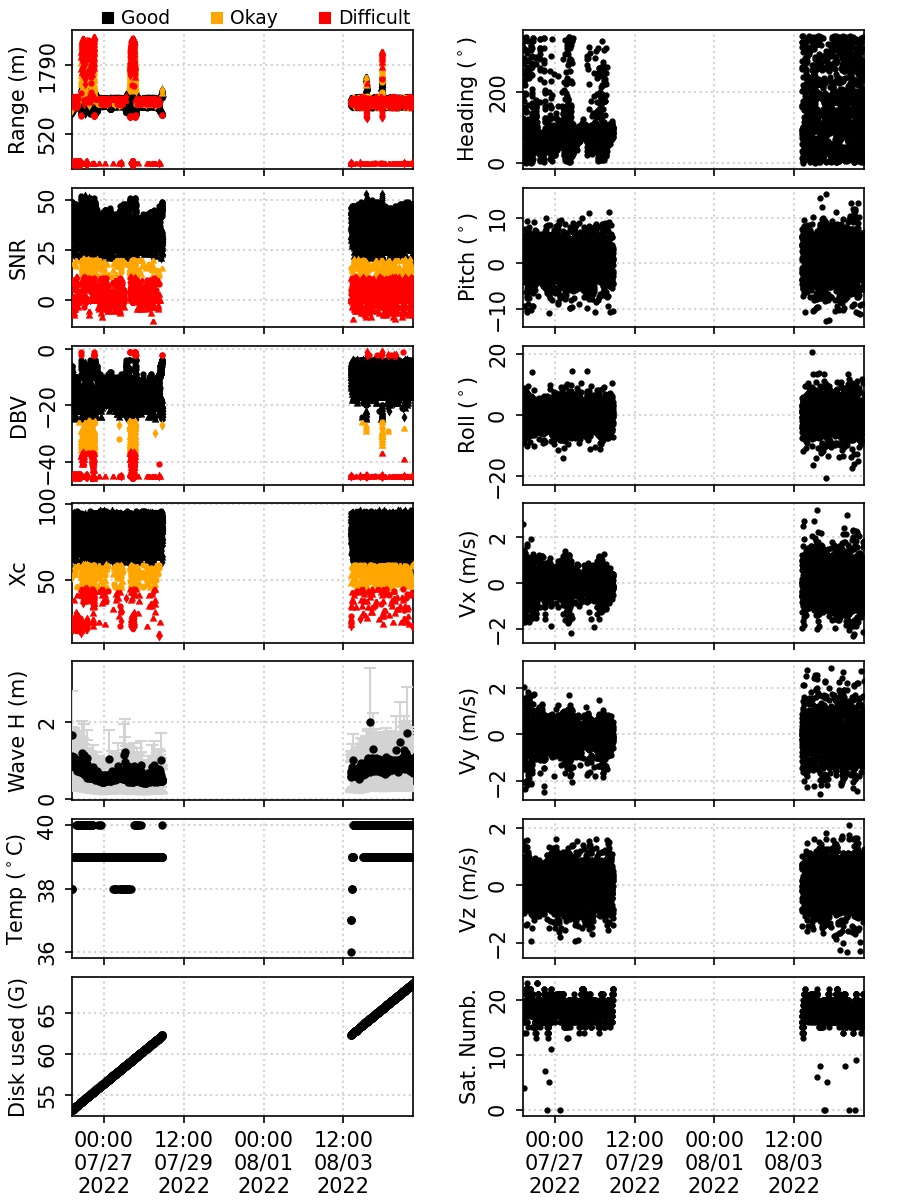 Good Okay Difficult
Range (m)
1790
520
Heading (°)
200
0
SNR
50
25
0
Pitch (°)
10
0
−10
DBV
0
−20
−40
Roll (°)
20
0
−20
Xc
100
50
Vx (m/s)
2
0
−2
Wave H (m)
2
0
Vy (m/s)
2
0
−2
Temp (°C)
40
38
36
Vz (m/s)
2
0
−2
Disk used (G)
65
60
55
Sat. Numb.
20
10
0
00:00 12:00 00:00 12:00
07/27 07/29 08/01 08/03
2022 2022 2022 2022
00:00 12:00 00:00 12:00
07/27 07/29 08/01 08/03
2022 2022 2022 2022